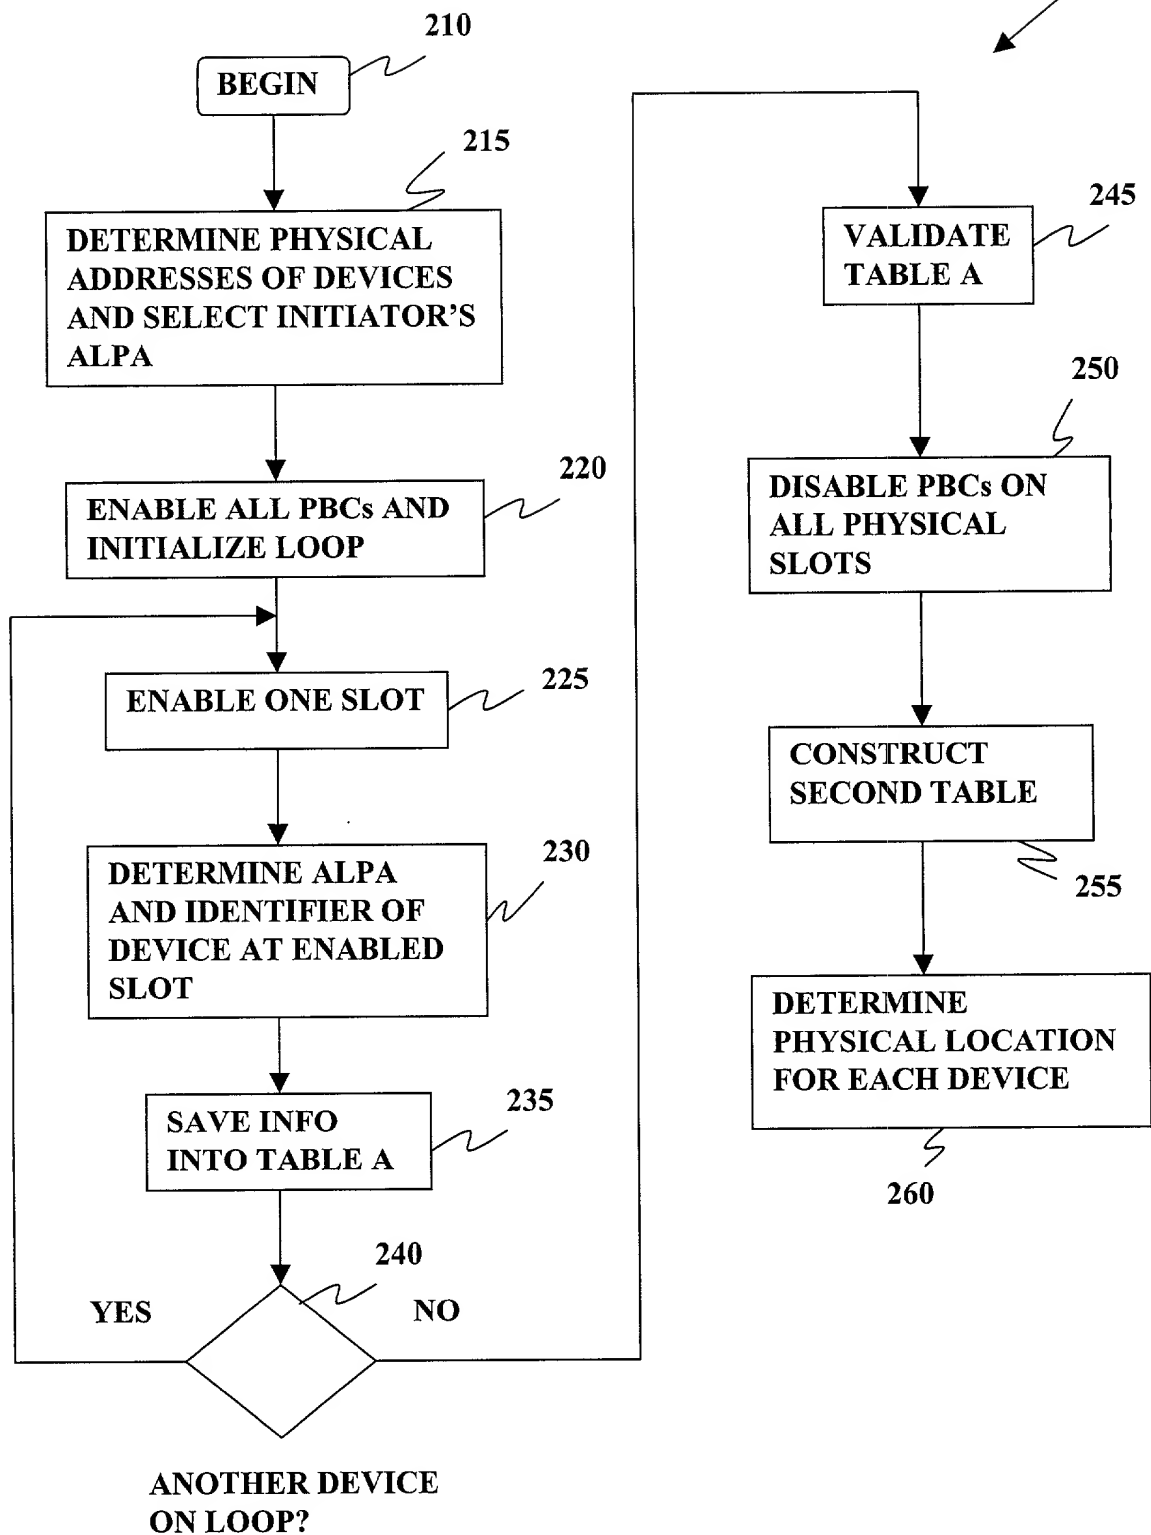 210
BEGIN
215
DETERMINE PHYSICAL
ADDRESSES OF DEVICES
AND SELECT INITIATOR'S
ALPA
220
ENABLE ALL PBCs AND
INITIALIZE LOOP
225
ENABLE ONE SLOT
230
DETERMINE ALPA
AND IDENTIFIER OF
DEVICE AT ENABLED
SLOT
235
SAVE INFO
INTO TABLE A
240
YES
NO
ANOTHER DEVICE
ON LOOP?
245
VALIDATE
TABLE A
250
DISABLE PBCs ON
ALL PHYSICAL
SLOTS
CONSTRUCT
SECOND TABLE
255
DETERMINE
PHYSICAL LOCATION
FOR EACH DEVICE
260